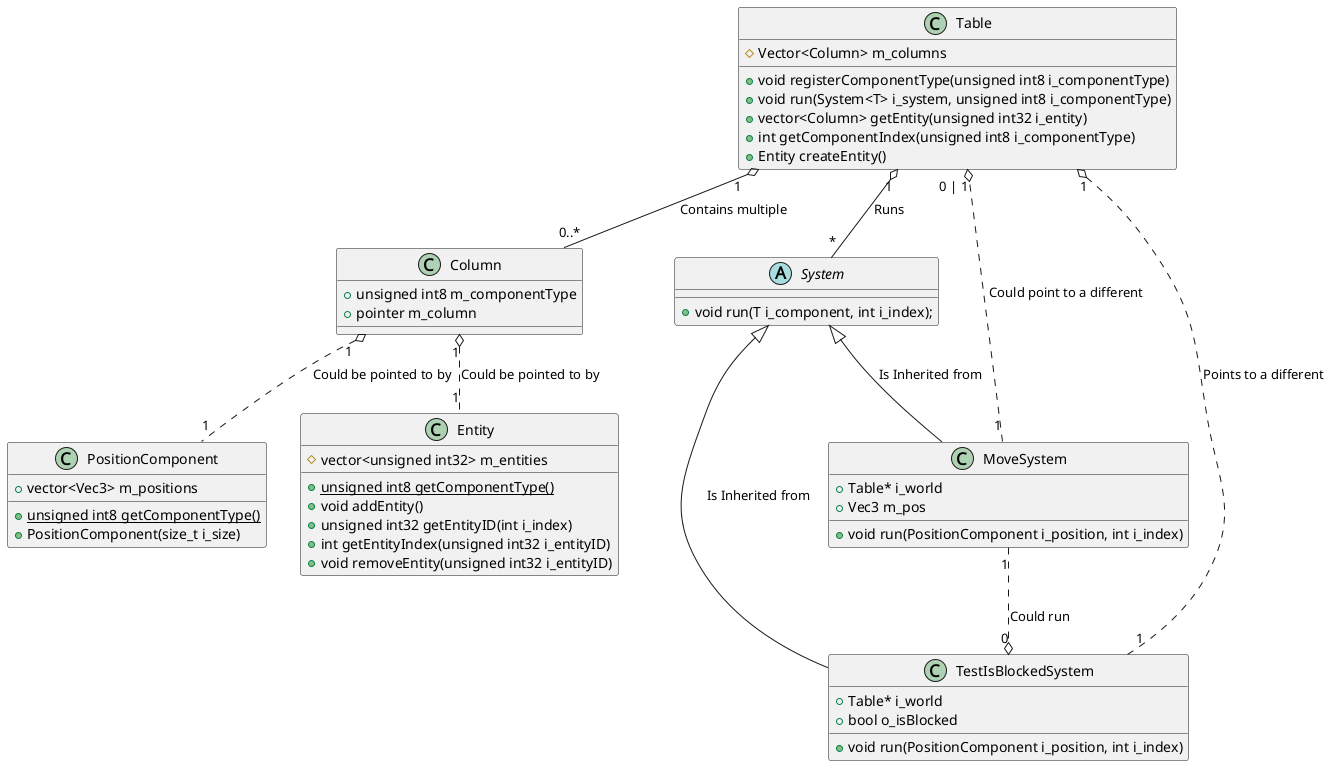 Table
Vector<Column> m_columns
void registerComponentType(unsigned int8 i_componentType)
void run(System<T> i_system, unsigned int8 i_componentType)
vector<Column> getEntity(unsigned int32 i_entity)
int getComponentIndex(unsigned int8 i_componentType)
Entity createEntity()
1
1
0 | 1
1
Contains multiple
Runs
0..*
*
Column
unsigned int8 m_componentType
pointer m_column
A
System
void run(T i_component, int i_index);
Could point to a different
1
1
Could be pointed to by
Could be pointed to by
Is Inherited from
Points to a different
1
1
1
PositionComponent
vector<Vec3> m_positions
unsigned int8 getComponentType()
PositionComponent(size_t i_size)
Entity
vector<unsigned int32> m_entities
unsigned int8 getComponentType()
void addEntity()
unsigned int32 getEntityID(int i_index)
int getEntityIndex(unsigned int32 i_entityID)
void removeEntity(unsigned int32 i_entityID)
Is Inherited from
MoveSystem
Table* i_world
Vec3 m_pos
void run(PositionComponent i_position, int i_index)
1
Could run
0
1
TestIsBlockedSystem
Table* i_world
bool o_isBlocked
void run(PositionComponent i_position, int i_index)